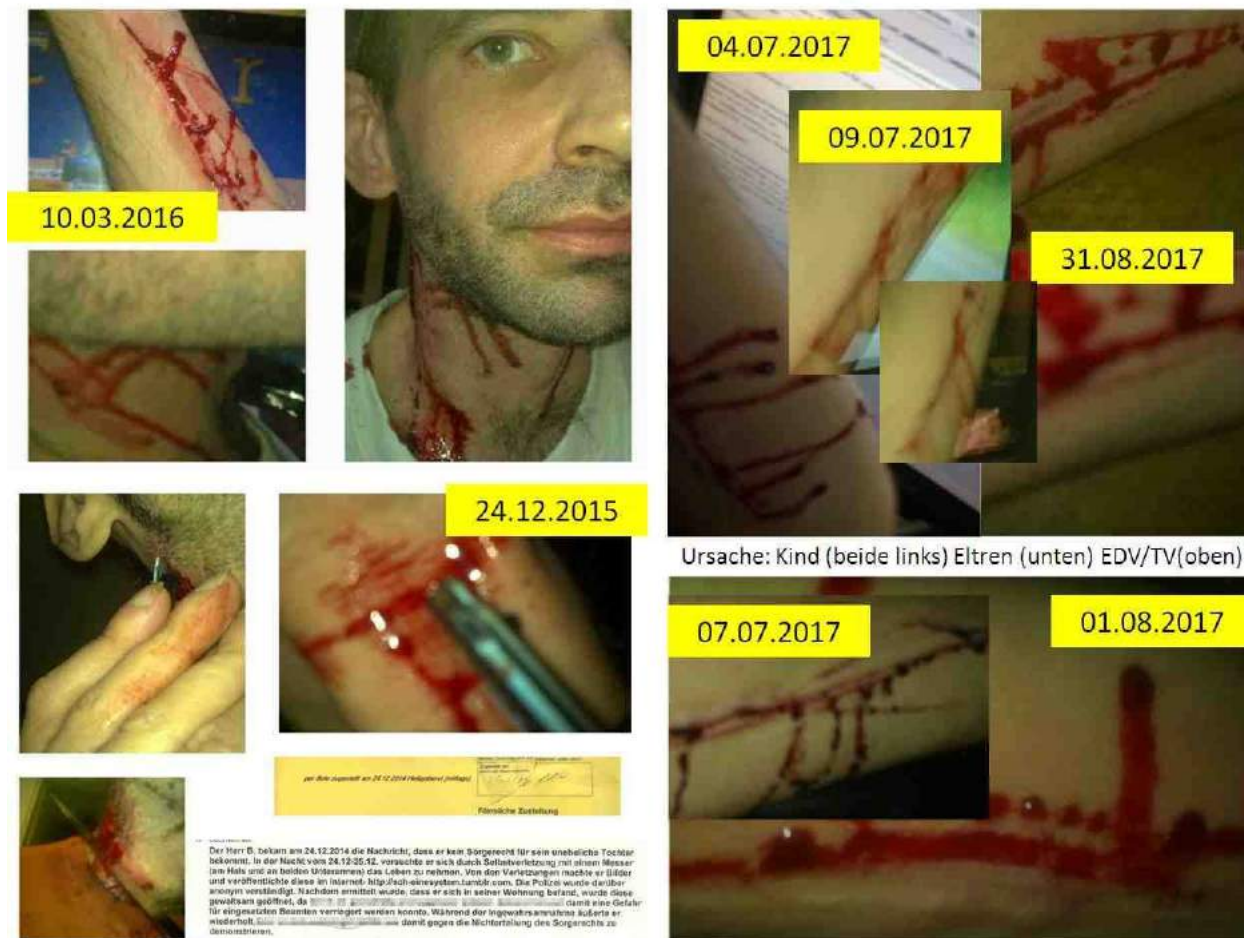 10.03.2016
04.07.2017
09.07.2017
31.08.2017
24.12.2015
Ursache: Kind (beide links) Eltren (unten) EDV/TV(oben)
07.07.2017
01.08.2017
per Bote zugestellt am 24.12.2014 Heiligabend (mittags)
Förmliche Zustellung
Der Herr B. bekam am 24.12.2014 die Nachricht, dass er kein Sorgerecht für sein uneheliche Tochter
bekommt. In der Nacht vom 24.12-25.12. versuchte er sich durch Selbstverletzung mit einem Messer
(am Hals und an beiden Unterarmen) das Leben zu nehmen. Von den Verletzungen machte er Bilder
und veröffentlichte diese im Internet- Die Polizei wurde darüber
anonym verständigt. Nachdem ermittelt wurde, dass er sich in seiner Wohnung befand, wurde diese
gewaltsam geöffnet, da damit eine Gefahr
für eingesetzten Beamten verringert werden konnte. Während der Ingewahrsamnahme äußerte er
wiederholt, damit gegen die Nichterteilung des Sorgerechts zu
demonstrieren.